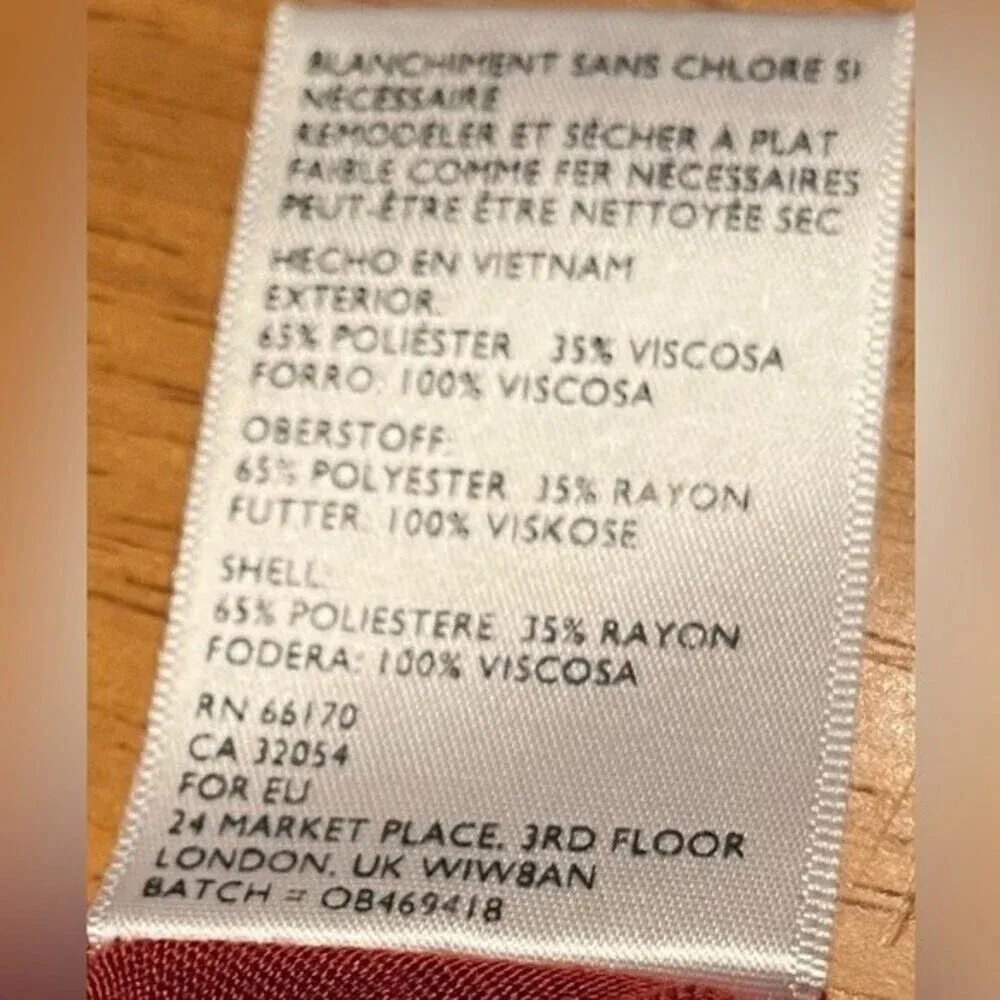 BLANCHIMENT SANS CHLORE SI
NÉCESSAIRE
REMODELER ET SÉCHER À PLAT
FAIBLE COMME FER NÉCESSAIRES
PEUT-ÊTRE ÊTRE NETTOYÉE SEC
HECHO EN VIETNAM
EXTERIOR:
65% POLIÉSTER 35% VISCOSA
FORRO: 100% VISCOSA
OBERSTOFF:
65% POLYESTER 35% RAYON
FUTTER: 100% VISKOSE
SHELL:
65% POLIESTERE 35% RAYON
FODERA: 100% VISCOSA
RN 66170
CA 32054
FOR EU
24 MARKET PLACE, 3RD FLOOR
LONDON, UK W1W8AN
BATCH = OB469418